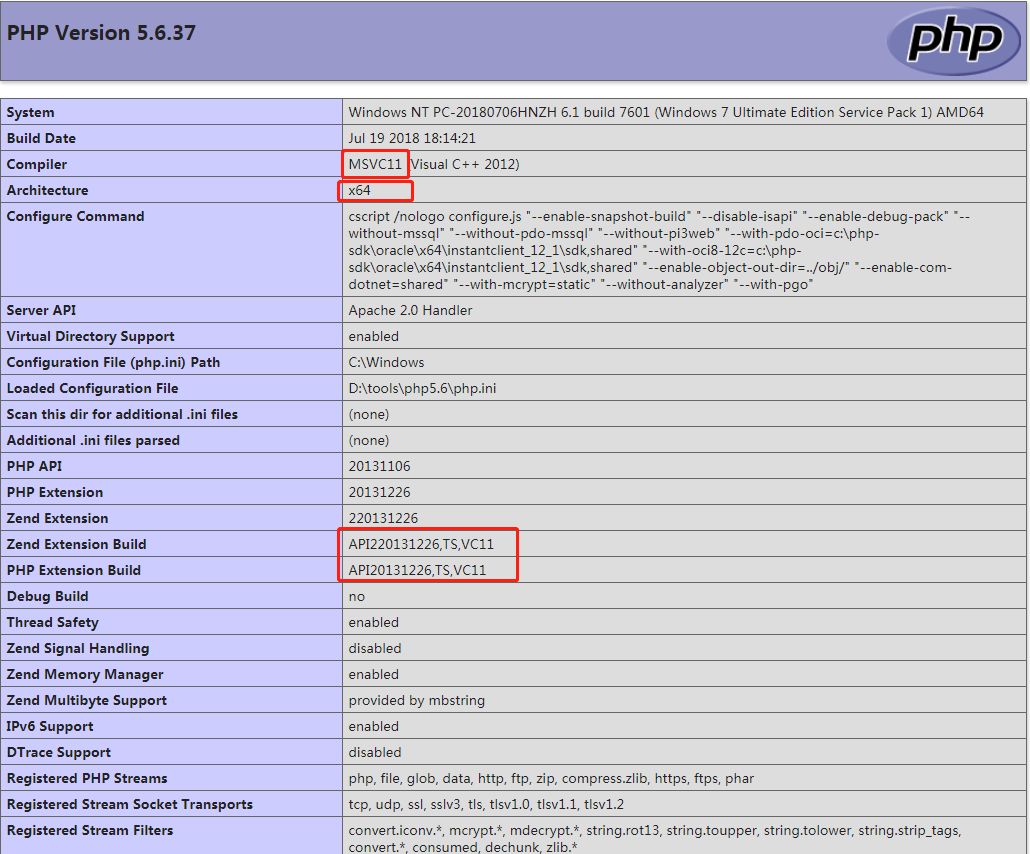 PHP Version 5.6.37
php
System Windows NT PC-20180706HNZH 6.1 build 7601 (Windows 7 Ultimate Edition Service Pack 1) AMD64
Build Date Jul 19 2018 18:14:21
Compiler MSVC11 (Visual C++ 2012)
Architecture x64
Configure Command cscript /nologo configure.js "--enable-snapshot-build" "--disable-isapi" "--enable-debug-pack" "--
without-mssql" "--without-pdo-mssql" "--without-pi3web" "--with-pdo-oci=c:\php-
sdk\oracle\x64\instantclient_12_1\sdk,shared" "--with-oci8-12c=c:\php-
sdk\oracle\x64\instantclient_12_1\sdk,shared" "--enable-object-out-dir=../obj/" "--enable-com-
dotnet=shared" "--with-mcrypt=static" "--without-analyzer" "--with-pgo"
Server API Apache 2.0 Handler
Virtual Directory Support enabled
Configuration File (php.ini) Path C:\Windows
Loaded Configuration File D:\tools\php5.6\php.ini
Scan this dir for additional .ini files (none)
Additional .ini files parsed (none)
PHP API 20131106
PHP Extension 20131226
Zend Extension 220131226
Zend Extension Build API220131226,TS,VC11
PHP Extension Build API20131226,TS,VC11
Debug Build no
Thread Safety enabled
Zend Signal Handling disabled
Zend Memory Manager enabled
Zend Multibyte Support provided by mbstring
IPv6 Support enabled
DTrace Support disabled
Registered PHP Streams php, file, glob, data, http, ftp, zip, compress.zlib, https, ftps, phar
Registered Stream Socket Transports tcp, udp, ssl, sslv3, tls, tlsv1.0, tlsv1.1, tlsv1.2
Registered Stream Filters convert.iconv.*, mcrypt.*, mdecrypt.*, string.rot13, string.toupper, string.tolower, string.strip_tags,
convert.*, consumed, dechunk, zlib.*